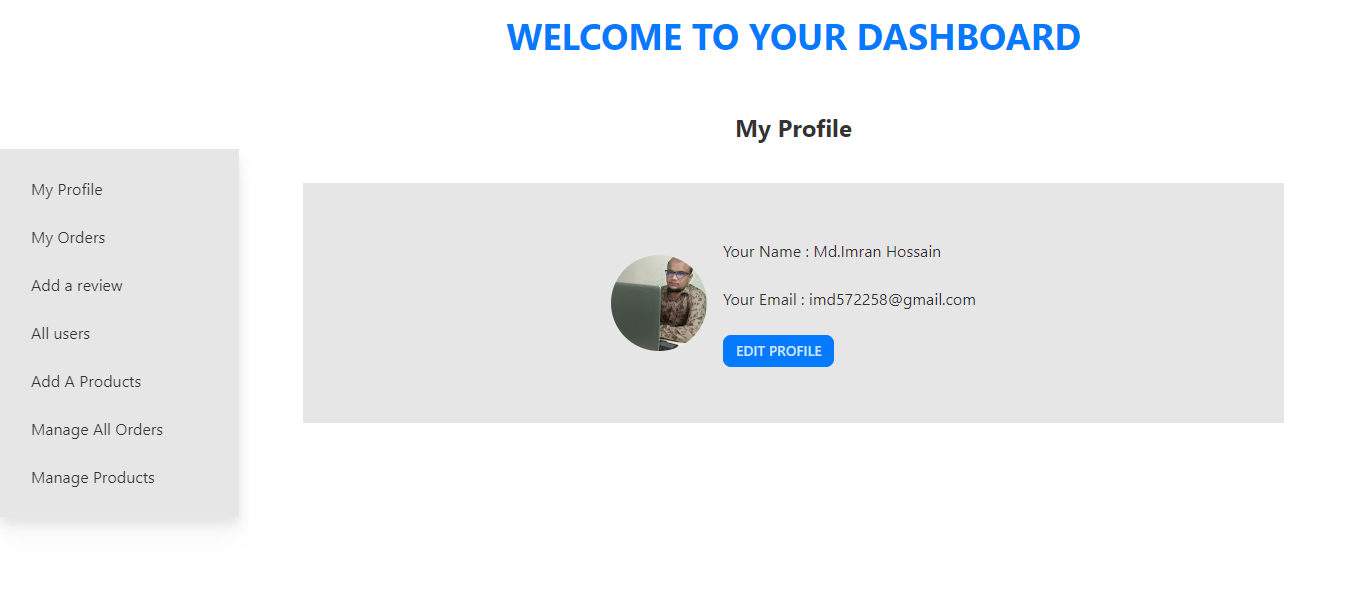 WELCOME TO YOUR DASHBOARD
My Profile
My Profile
My Orders
Add a review
All users
Add A Products
Manage All Orders
Manage Products
Your Name : Md.Imran Hossain
Your Email : imd572258@gmail.com
EDIT PROFILE